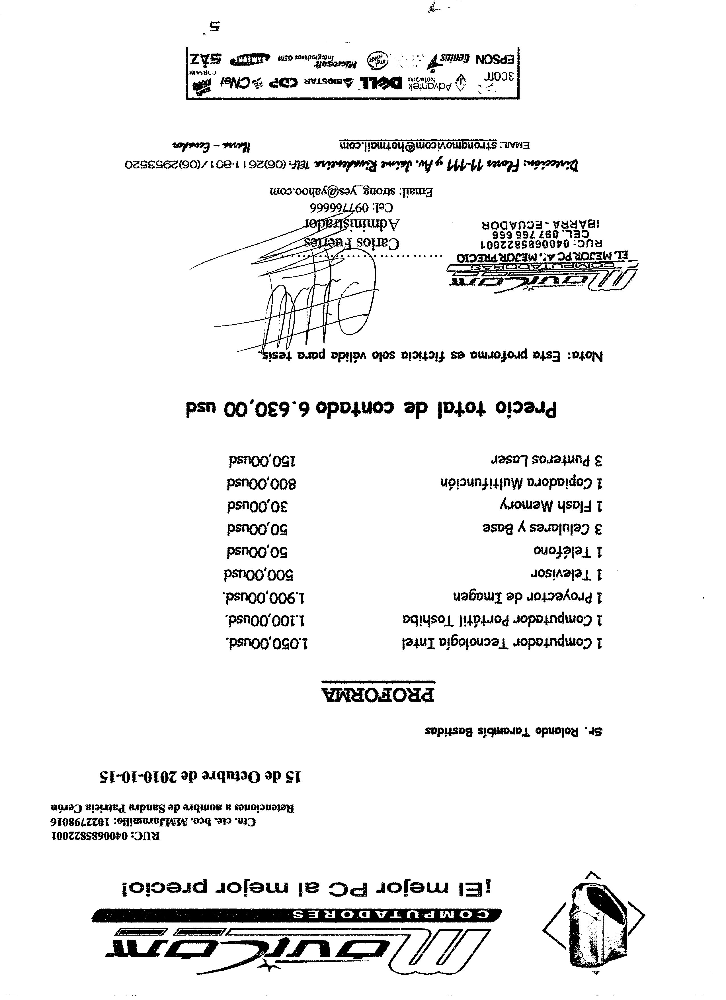 MoviCom
COMPUTADORES
¡El mejor PC al mejor precio!
RUC: 0400685822001
Cta. cte. bco. MMJaramillo: 1022798016
Retenciones a nombre de Sandra Patricia Cerón
15 de Octubre de 2010-10-15
Sr. Rolando Tarambís Bastidas
PROFORMA
1 Computador Tecnología Intel 1.050,00usd.
1 Computador Portátil Toshiba 1.100,00usd.
1 Proyector de Imagen 1.900,00usd.
1 Televisor 500,00usd
1 Teléfono 50,00usd
3 Celulares y Base 50,00usd
1 Flash Memory 30,00usd
1 Copiadora Multifunción 800,00usd
3 Punteros Laser 150,00usd
Precio total de contado 6.630,00 usd
Nota: Esta proforma es ficticia solo válida para tesis.
MoviCom
COMPUTADORAS
EL MEJOR PC AL MEJOR PRECIO
RUC: 0400685822001
CEL. 097 766 666
IBARRA - ECUADOR
Carlos Fuertes
Administrador
Cel: 097766666
Email: strong_yes@yahoo.com
Dirección: Flores 11-111 y Av. Jaime Rivadeneira TELF: (06)2611-801/(06)2953520
EMAIL: strongmovicom@hotmail.com Ibarra – Ecuador
3com Advantek Networks DELL BIOSTAR CDP CNet CORSAIR
EPSON Genius intel inside Microsoft Integradores OEM SAMSUNG SAZ
5